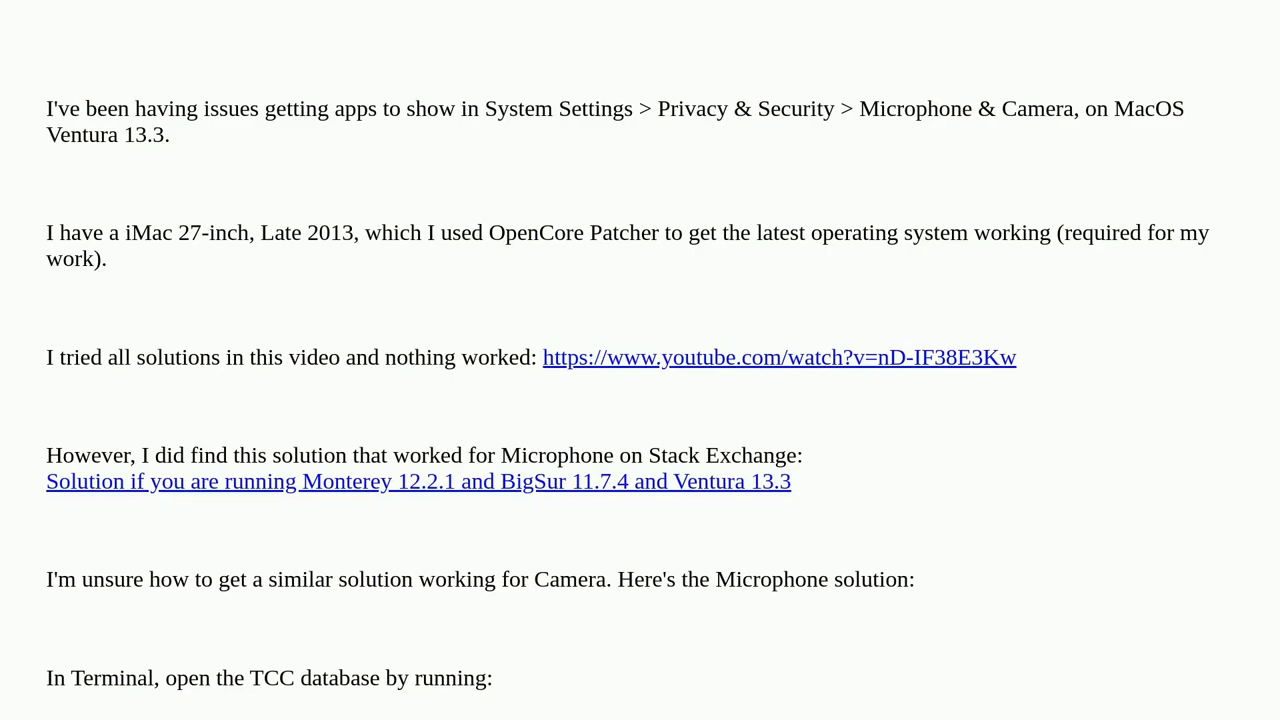 I've been having issues getting apps to show in System Settings > Privacy & Security > Microphone & Camera, on MacOS
Ventura 13.3.
I have a iMac 27-inch, Late 2013, which I used OpenCore Patcher to get the latest operating system working (required for my
work).
I tried all solutions in this video and nothing worked: https://www.youtube.com/watch?v=nD-IF38E3Kw
However, I did find this solution that worked for Microphone on Stack Exchange:
Solution if you are running Monterey 12.2.1 and BigSur 11.7.4 and Ventura 13.3
I'm unsure how to get a similar solution working for Camera. Here's the Microphone solution:
In Terminal, open the TCC database by running: